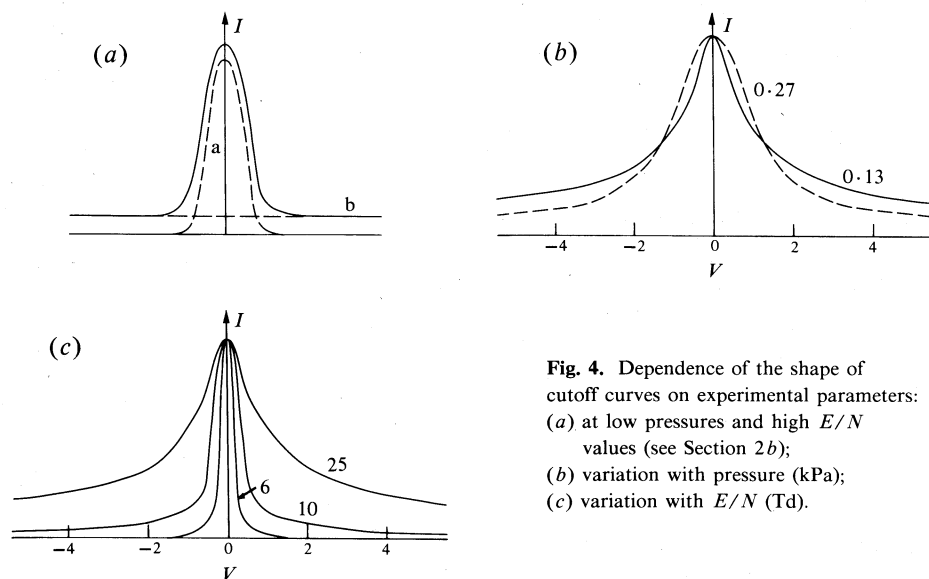 (a)
I
a
b
(b)
I
0·27
0·13
−4
−2
0
2
4
V
(c)
I
25
6
10
−4
−2
0
2
4
V
Fig. 4. Dependence of the shape of
cutoff curves on experimental parameters:
(a) at low pressures and high E/N
values (see Section 2b);
(b) variation with pressure (kPa);
(c) variation with E/N (Td).